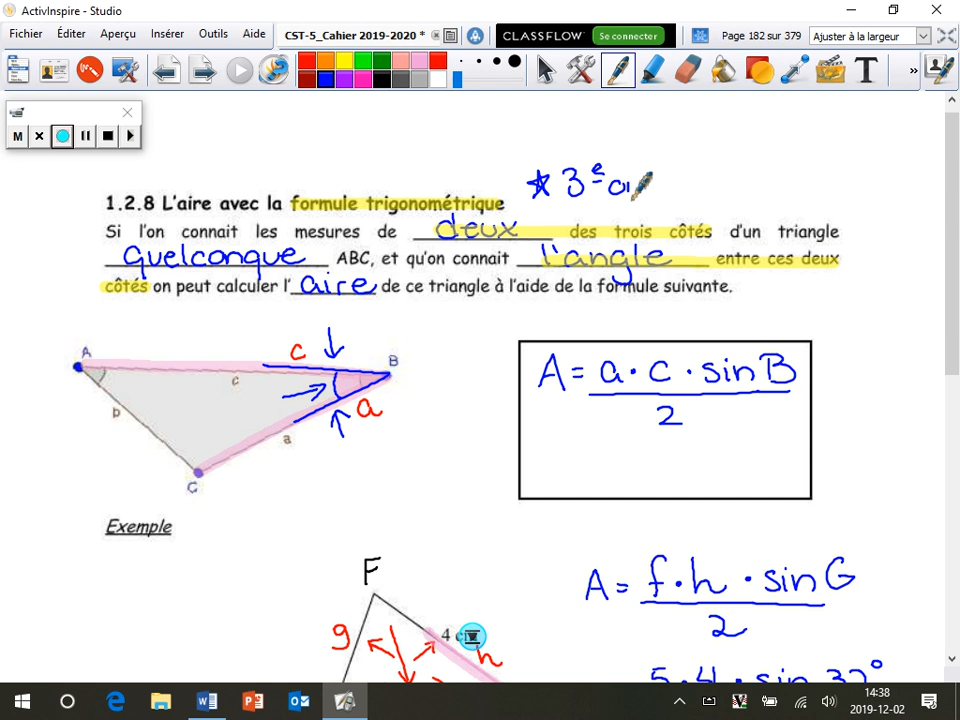 ActivInspire - Studio
Fichier Éditer Aperçu Insérer Outils Aide CST-5_Cahier 2019-2020 * CLASSFLOW Se connecter Page 182 sur 379 Ajuster à la largeur
T »
M
★ 3e
1.2.8 L'aire avec la formule trigonométrique
Si l'on connait les mesures de deux des trois côtés d'un triangle
quelconque ABC, et qu'on connait l'angle entre ces deux
côtés on peut calculer l'aire de ce triangle à l'aide de la formule suivante.
A c B
c
b a
a
C
A = a · c · sin B
2
Exemple
F
A = f · h · sin G
2
g 4 c
h
5·4· sin 37°
14:38
2019-12-02